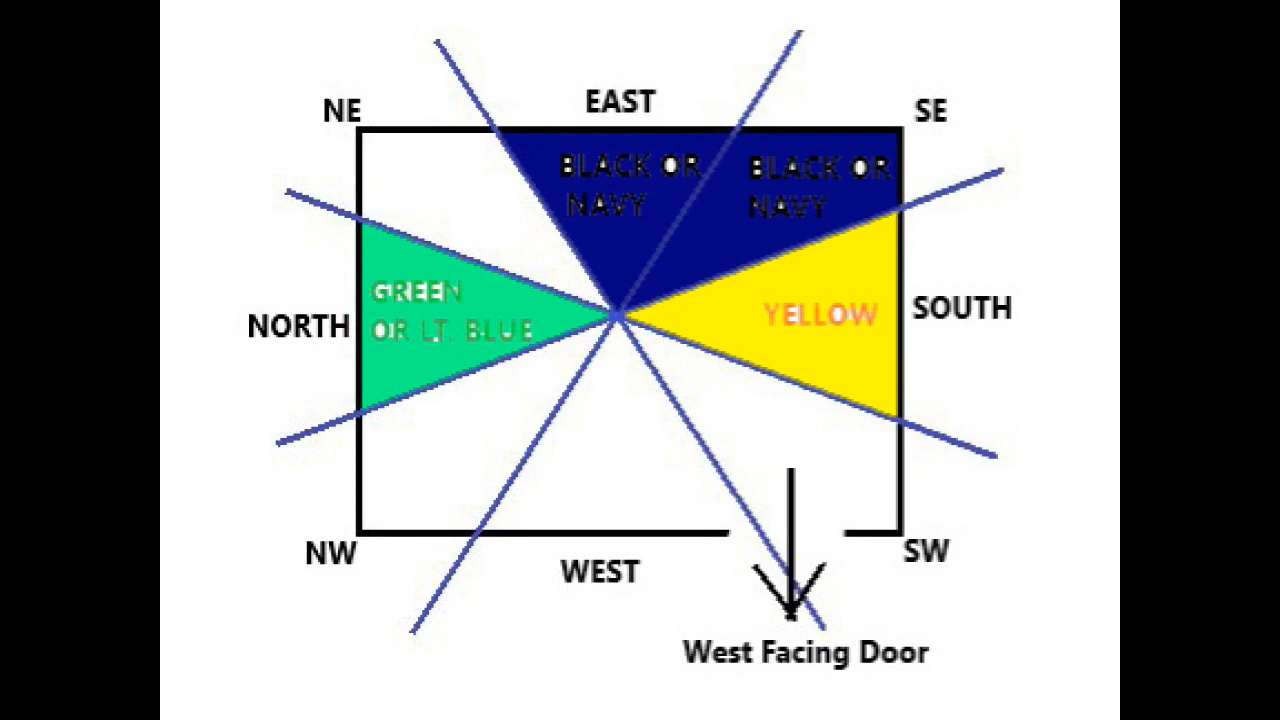 EAST
NE
SE
BLACK OR
NAVY
BLACK OR
NAVY
GREEN
OR LT. BLUE
NORTH
YELLOW
SOUTH
NW
WEST
SW
West Facing Door